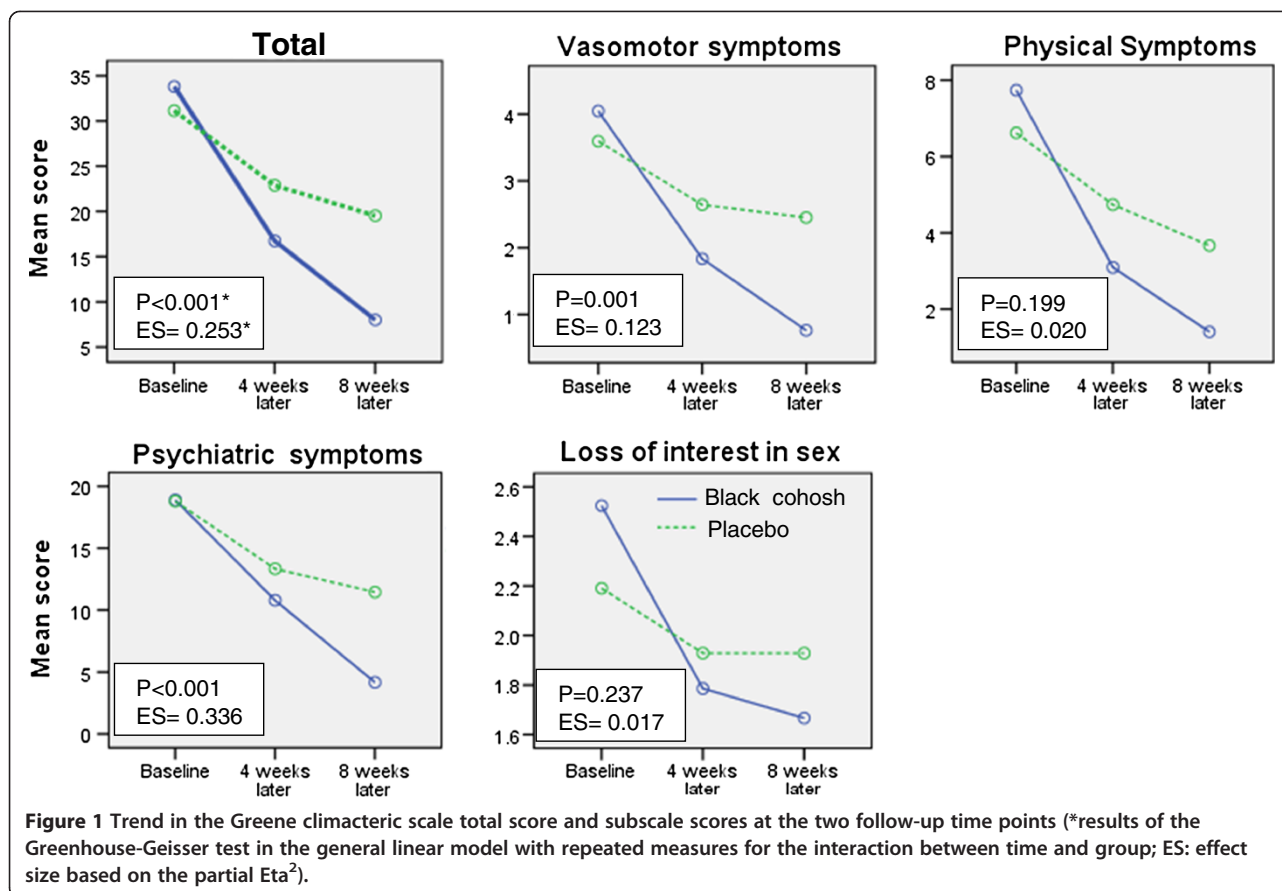 Total
Mean score
35
30
25
20
15
10
5
P<0.001*
ES= 0.253*
Baseline
4 weeks
later
8 weeks
later
Vasomotor symptoms
4
3
2
1
P=0.001
ES= 0.123
Baseline
4 weeks
later
8 weeks
later
Physical Symptoms
8
6
4
2
P=0.199
ES= 0.020
Baseline
4 weeks
later
8 weeks
later
Psychiatric symptoms
Mean score
20
15
10
5
0
P<0.001
ES= 0.336
Baseline
4 weeks
later
8 weeks
later
Loss of interest in sex
2.6
2.4
2.2
2.0
1.8
1.6
Black cohosh
Placebo
P=0.237
ES= 0.017
Baseline
4 weeks
later
8 weeks
later
Figure 1 Trend in the Greene climacteric scale total score and subscale scores at the two follow-up time points (*results of the
Greenhouse-Geisser test in the general linear model with repeated measures for the interaction between time and group; ES: effect
size based on the partial Eta²).